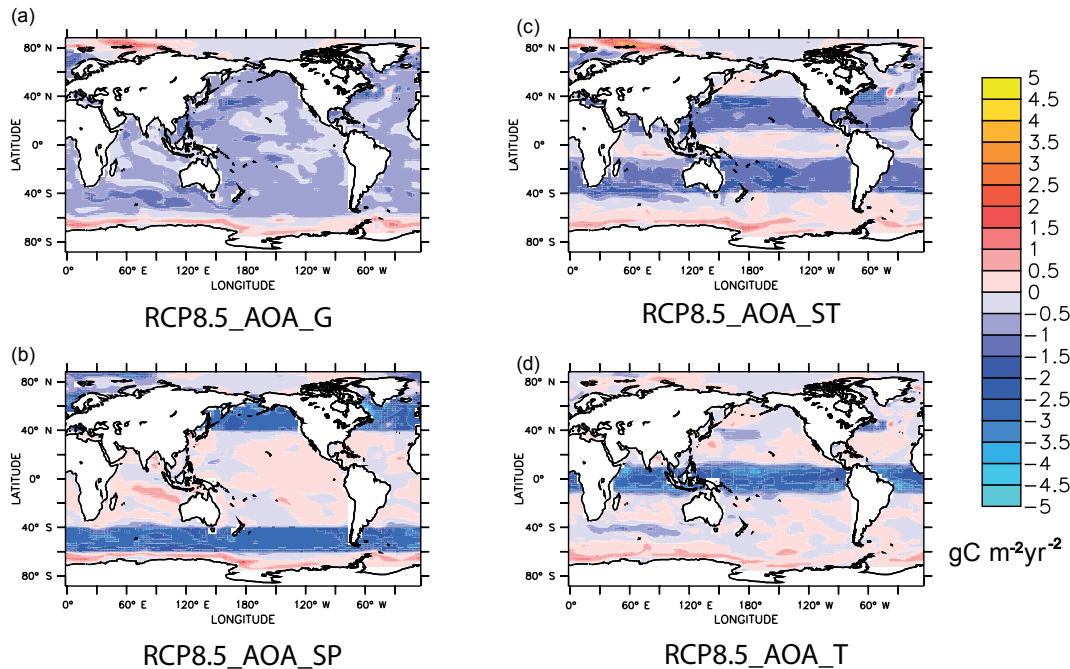 (a)
80° N
40° N
0°
40° S
80° S
LATITUDE
0°
60° E
120° E
180°
120° W
60° W
LONGITUDE
RCP8.5_AOA_G
(c)
80° N
40° N
0°
40° S
80° S
LATITUDE
0°
60° E
120° E
180°
120° W
60° W
LONGITUDE
RCP8.5_AOA_ST
(b)
80° N
40° N
0°
40° S
80° S
LATITUDE
0°
60° E
120° E
180°
120° W
60° W
LONGITUDE
RCP8.5_AOA_SP
(d)
80° N
40° N
0°
40° S
80° S
LATITUDE
0°
60° E
120° E
180°
120° W
60° W
LONGITUDE
RCP8.5_AOA_T
5
4.5
4
3.5
3
2.5
2
1.5
1
0.5
0
−0.5
−1
−1.5
−2
−2.5
−3
−3.5
−4
−4.5
−5
gC m⁻²yr⁻²